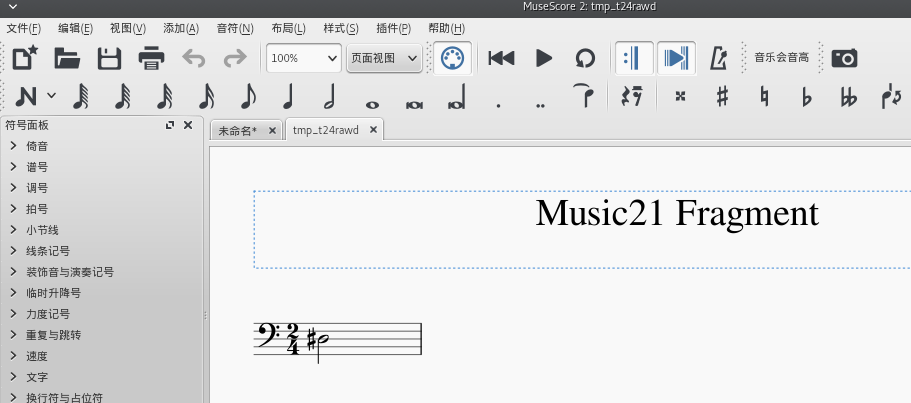 MuseScore 2: tmp_t24rawd
文件(F) 编辑(E) 视图(V) 添加(A) 音符(N) 布局(L) 样式(S) 插件(P) 帮助(H)
100% 页面视图 音乐会音高
符号面板
未命名* tmp_t24rawd
倚音
谱号
调号
拍号
小节线
线条记号
装饰音与演奏记号
临时升降号
力度记号
重复与跳转
速度
文字
换行符与占位符
Music21 Fragment
2
4